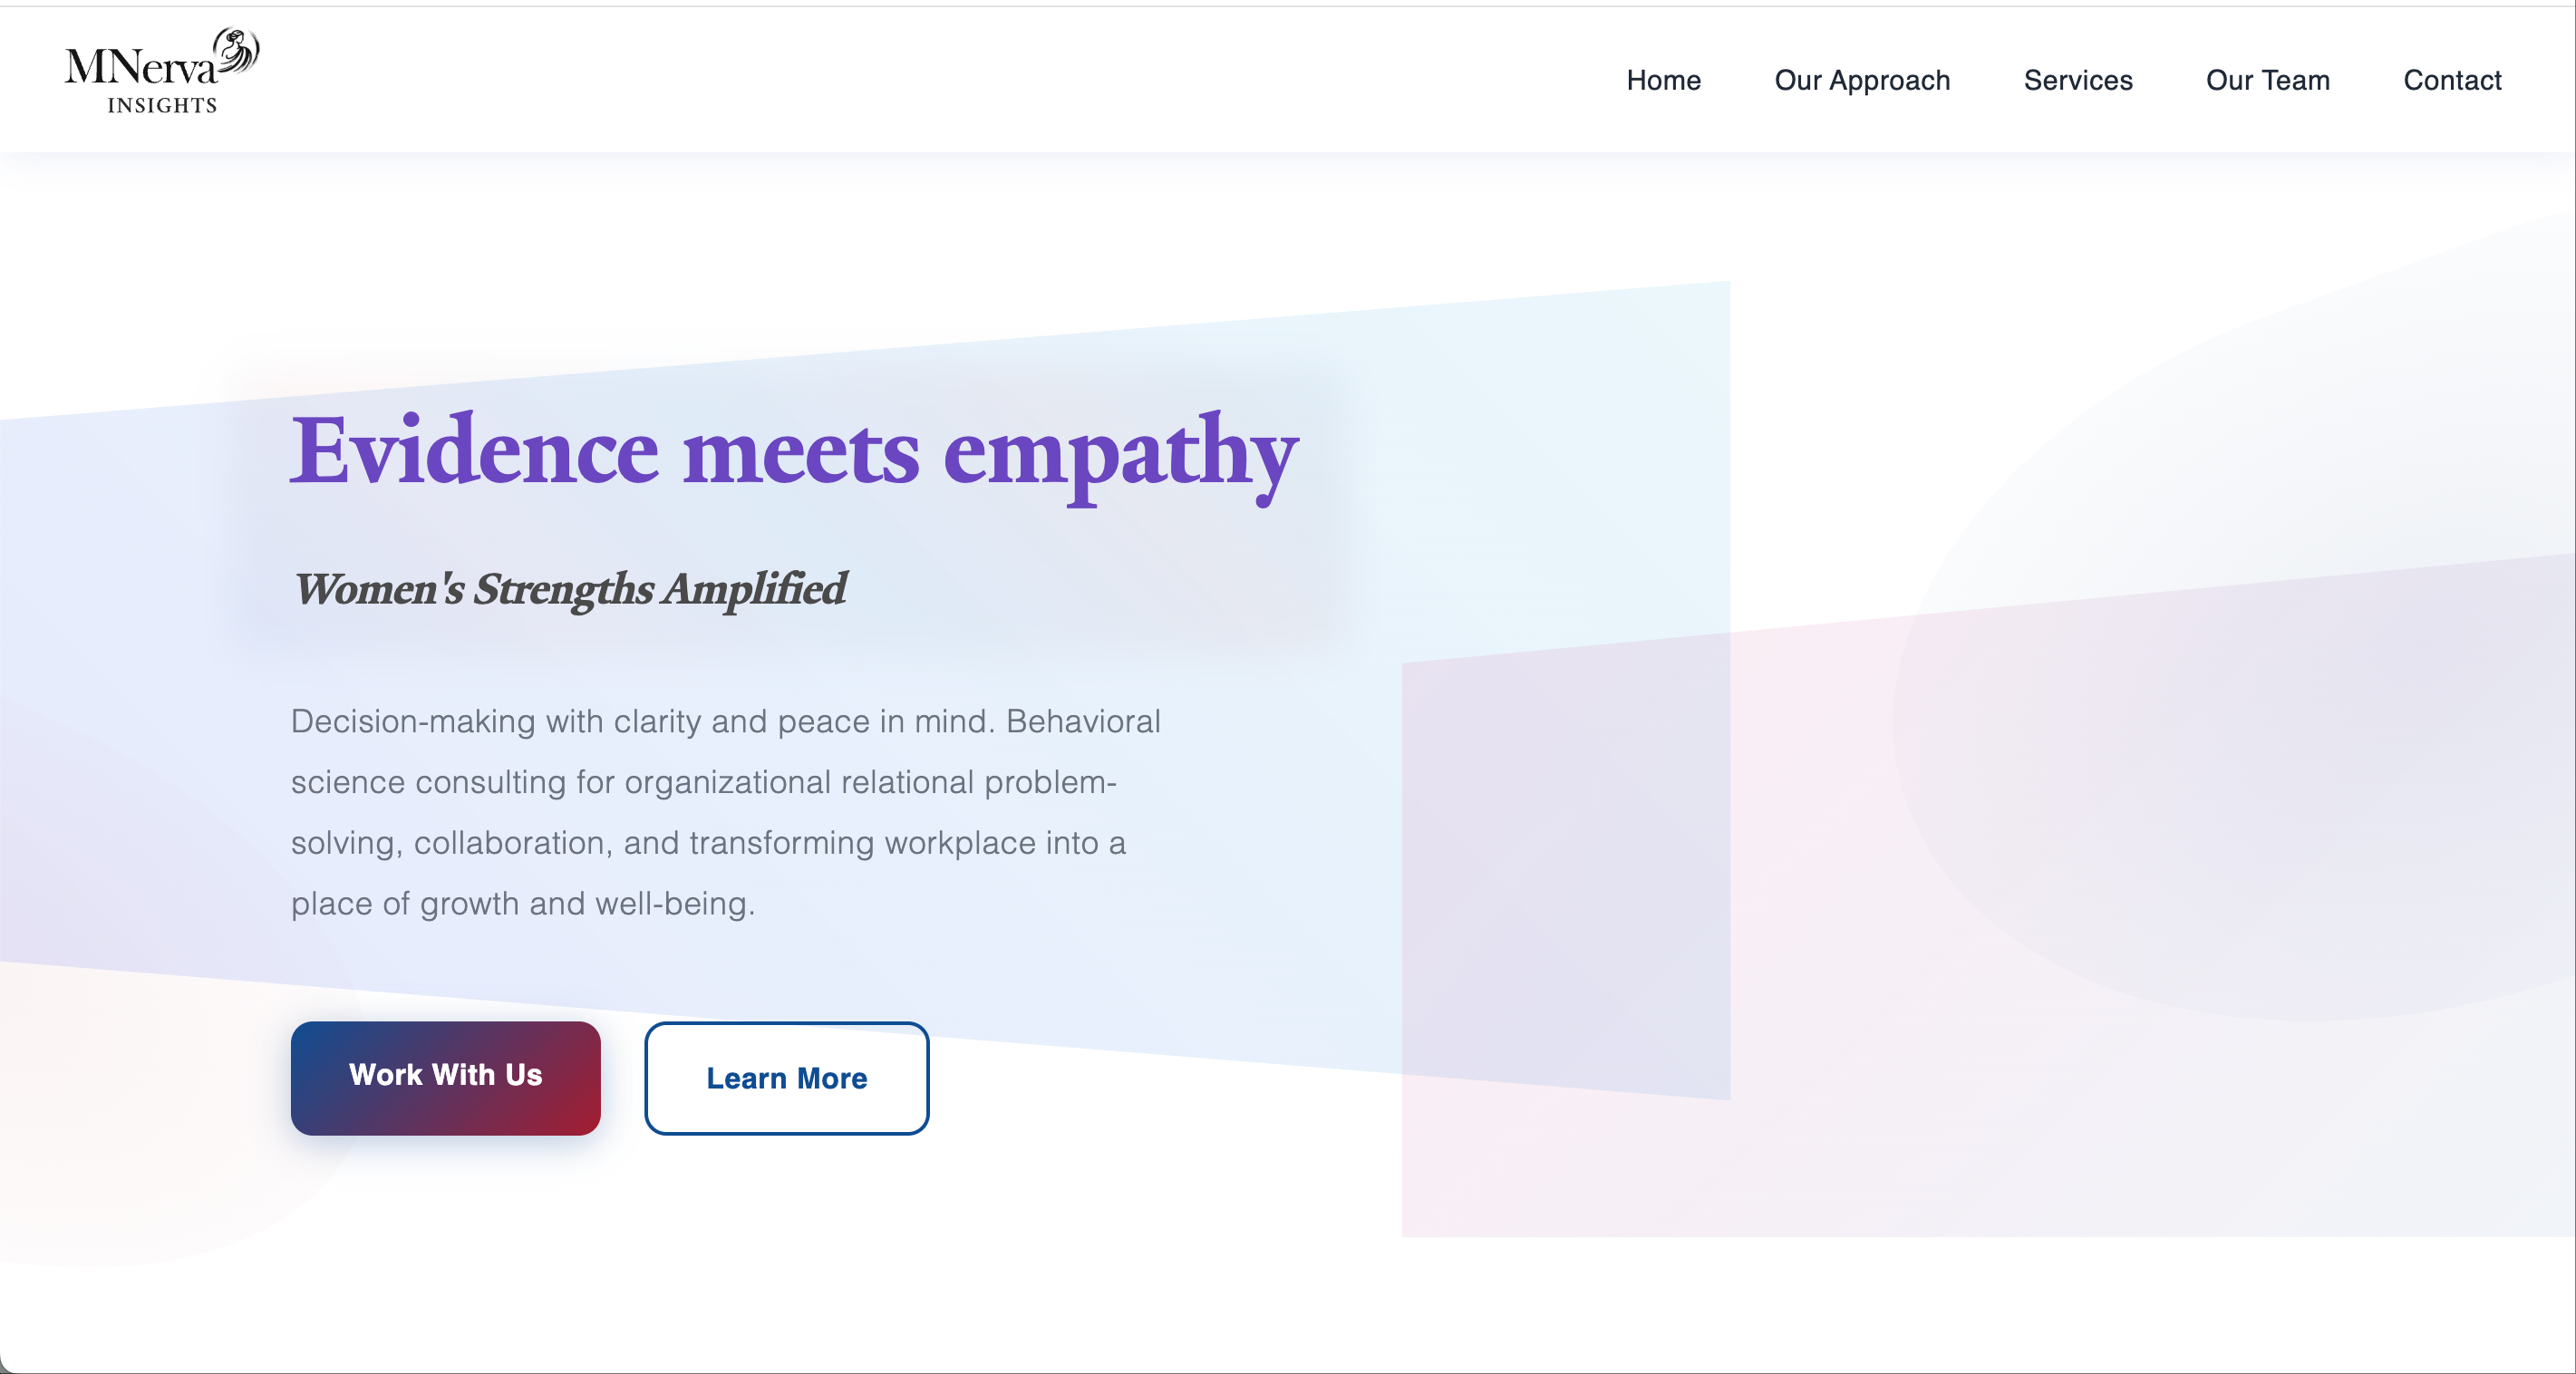 MNerva
INSIGHTS
Home
Our Approach
Services
Our Team
Contact
Evidence meets empathy
Women's Strengths Amplified
Decision-making with clarity and peace in mind. Behavioral
science consulting for organizational relational problem-
solving, collaboration, and transforming workplace into a
place of growth and well-being.
Work With Us
Learn More